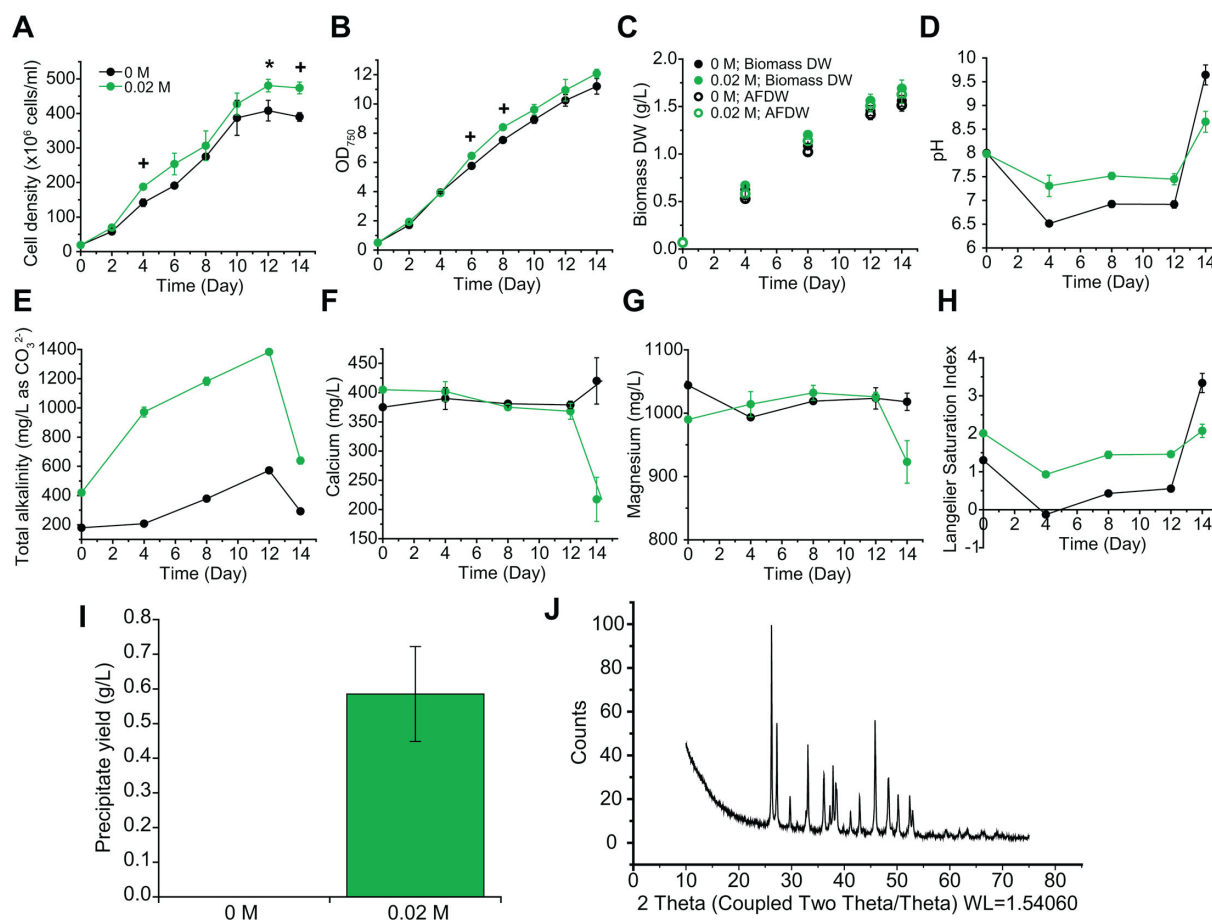 A
Cell density (x10⁶ cells/ml)
500
400
300
200
100
0
0 M
0.02 M
+
*
+
0 2 4 6 8 10 12 14
Time (Day)
B
OD₇₅₀
12
10
8
6
4
2
0
+
+
0 2 4 6 8 10 12 14
Time (Day)
C
Biomass DW (g/L)
2.0
1.5
1.0
0.5
0.0
0 M; Biomass DW
0.02 M; Biomass DW
0 M; AFDW
0.02 M; AFDW
0 2 4 6 8 10 12 14
Time (Day)
D
pH
10
9.5
9
8.5
8
7.5
7
6.5
6
0 2 4 6 8 10 12 14
Time (Day)
E
Total alkalinity (mg/L as CO₃²⁻)
1400
1200
1000
800
600
400
200
0 2 4 6 8 10 12 14
Time (Day)
F
Calcium (mg/L)
450
400
350
300
250
200
150
0 2 4 6 8 10 12 14
Time (Day)
G
Magnesium (mg/L)
1100
1000
900
800
0 2 4 6 8 10 12 14
Time (Day)
H
Langelier Saturation Index
4
3
2
1
0
-1
0 2 4 6 8 10 12 14
Time (Day)
I
Precipitate yield (g/L)
0.8
0.7
0.6
0.5
0.4
0.3
0.2
0.1
0.0
0 M 0.02 M
J
Counts
100
80
60
40
20
0
10 20 30 40 50 60 70 80
2 Theta (Coupled Two Theta/Theta) WL=1.54060